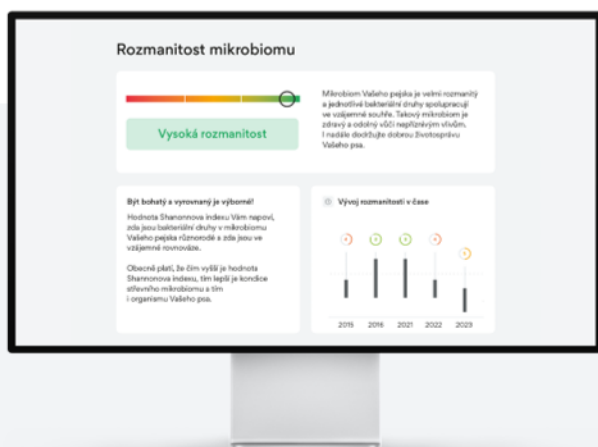 Rozmanitost mikrobiomu
Vysoká rozmanitost
Mikrobiom Vašeho pejska je velmi rozmanitý
a jednotlivé bakteriální druhy spolupracují
ve vzájemné souhře. Takový mikrobiom je
zdravý a odolný vůči nepříznivým vlivům.
I nadále dodržujte dobrou životosprávu
Vašeho psa.
Být bohatý a vyrovnaný je výborné!
Hodnota Shanonnova indexu Vám napoví,
zda jsou bakteriální druhy v mikrobiomu
Vašeho pejska různorodé a zda jsou ve
vzájemné rovnováze.
Obecně platí, že čím vyšší je hodnota
Shannonova indexu, tím lepší je kondice
střevního mikrobiomu a tím
i organismu Vašeho psa.
Vývoj rozmanitosti v čase
2015 2016 2021 2022 2023